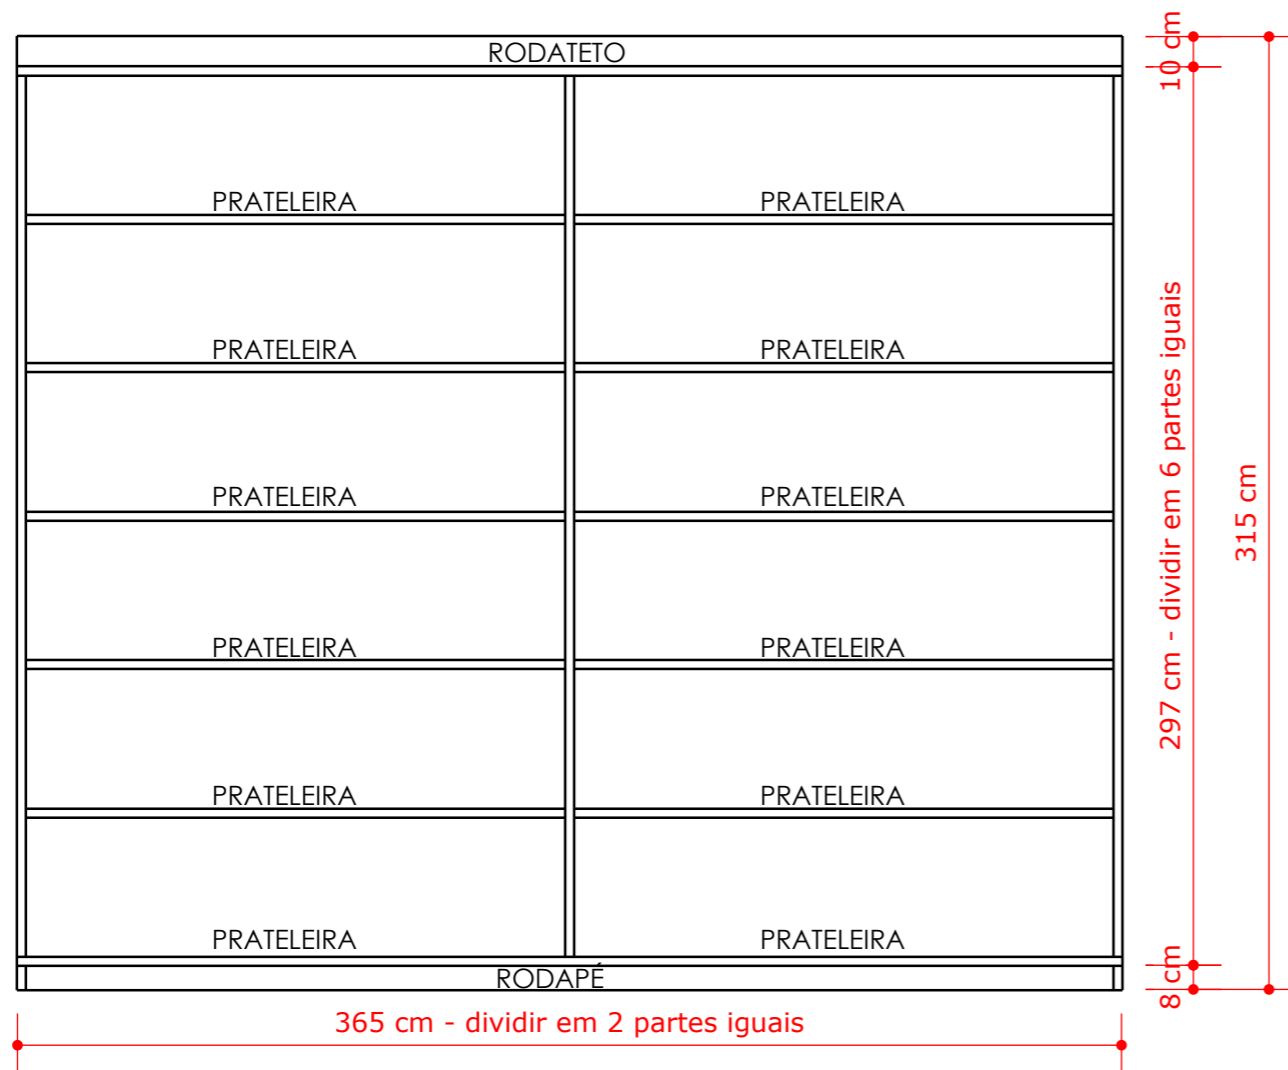 RODATETO
10 cm
PRATELEIRA PRATELEIRA
PRATELEIRA PRATELEIRA
PRATELEIRA PRATELEIRA
PRATELEIRA PRATELEIRA
PRATELEIRA PRATELEIRA
PRATELEIRA PRATELEIRA
297 cm - dividir em 6 partes iguais
315 cm
RODAPÉ
8 cm
365 cm - dividir em 2 partes iguais